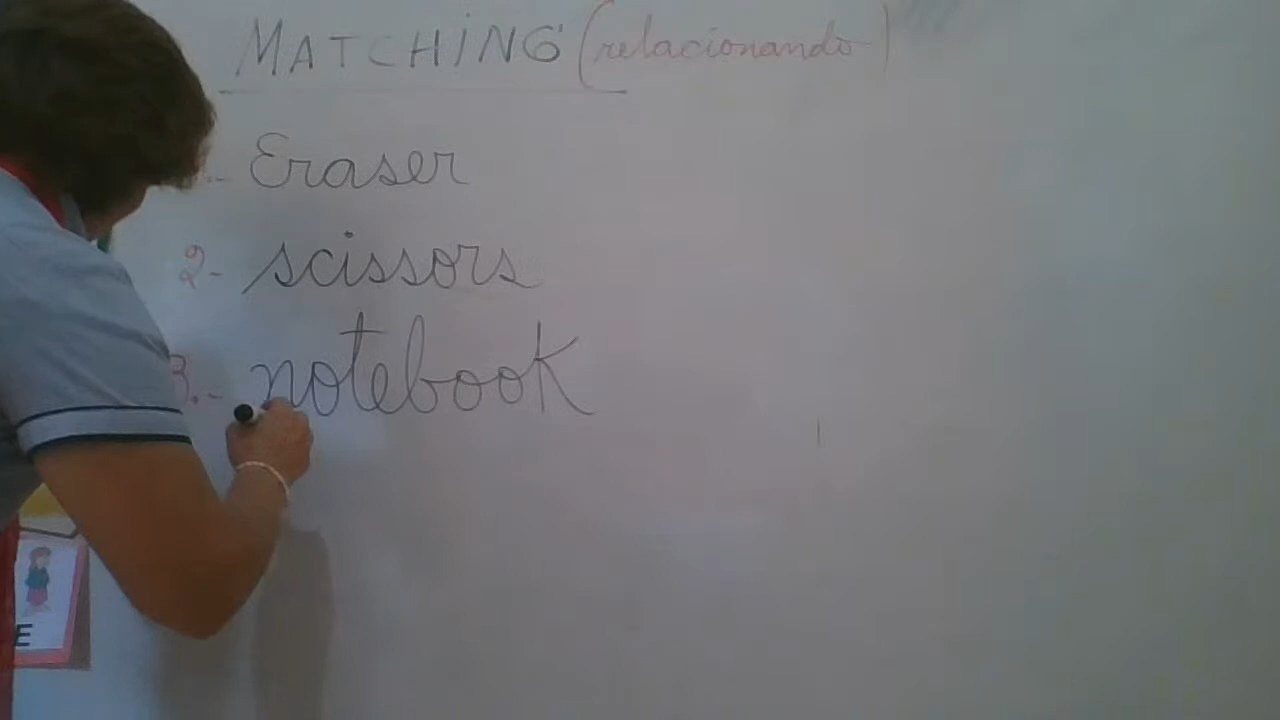 MATCHING (relacionando)
.- Eraser
2- scissors
3.- notebook
E